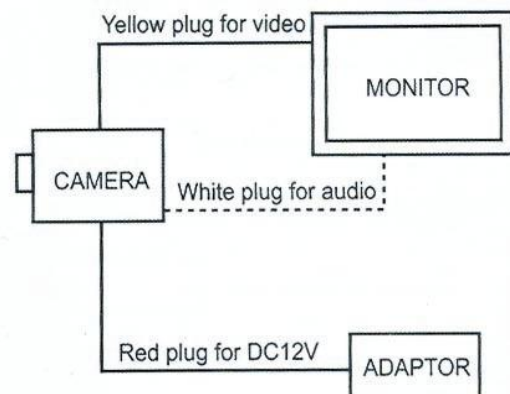 Yellow plug for video
MONITOR
CAMERA
White plug for audio
Red plug for DC12V
ADAPTOR